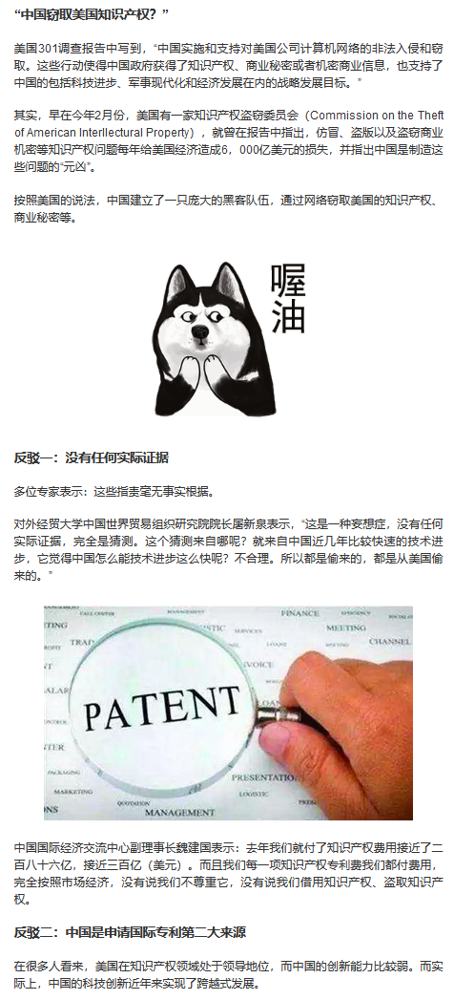 “中国窃取美国知识产权？”
美国301调查报告中写到，“中国实施和支持对美国公司计算机网络的非法入侵和窃
取。这些行动使得中国政府获得了知识产权、商业秘密或者机密商业信息，也支持了
中国的包括科技进步、军事现代化和经济发展在内的战略发展目标。”
其实，早在今年2月份，美国有一家知识产权盗窃委员会（Commission on the Theft
of American Interllectural Property），就曾在报告中指出，仿冒、盗版以及盗窃商业
机密等知识产权问题每年给美国经济造成6，000亿美元的损失，并指出中国是制造这
些问题的“元凶”。
按照美国的说法，中国建立了一只庞大的黑客队伍，通过网络窃取美国的知识产权、
商业秘密等。
喔油
反驳一：没有任何实际证据
多位专家表示：这些指责毫无事实根据。
对外经贸大学中国世界贸易组织研究院院长屠新泉表示，“这是一种妄想症，没有任何
实际证据，完全是猜测。这个猜测来自哪呢？就来自中国近几年比较快速的技术进
步，它觉得中国怎么能技术进步这么快呢？不合理。所以都是偷来的，都是从美国偷
来的。”
CALL CENTER
MANAGEMENT
FINANCE
MEETING
SERVICES
CHANNEL
PATENT
PACKAGING
MARKETING
QUOTATION
MANAGEMENT
LOGISTIC
中国国际经济交流中心副理事长魏建国表示：去年我们就付了知识产权费用接近了二
百八十六亿，接近三百亿（美元）。而且我们每一项知识产权专利费我们都付费用，
完全按照市场经济，没有说我们不尊重它，没有说我们借用知识产权、盗取知识产
权。
反驳二：中国是申请国际专利第二大来源
在很多人看来，美国在知识产权领域处于领导地位，而中国的创新能力比较弱。而实
际上，中国的科技创新近年来实现了跨越式发展。